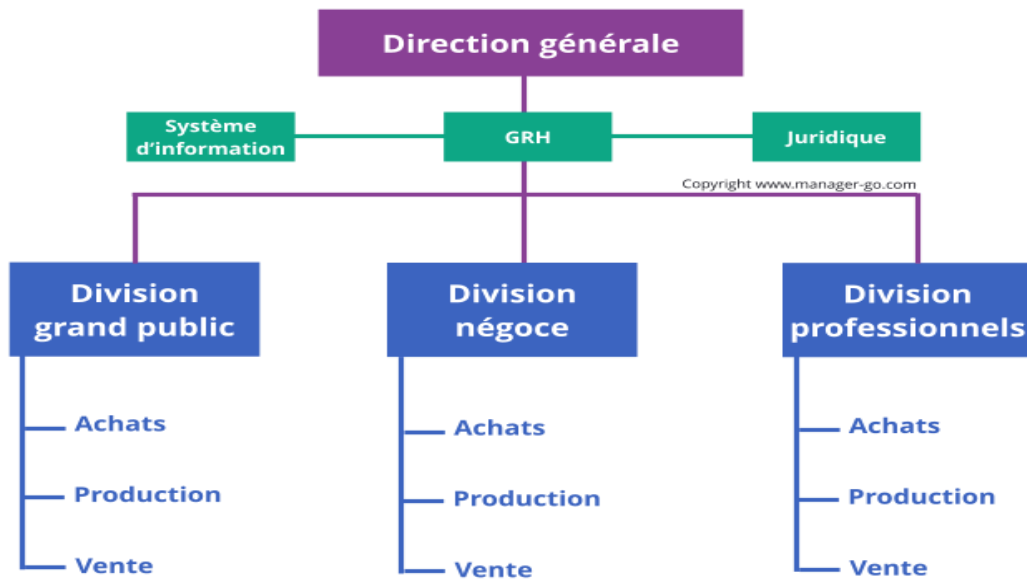 Direction générale
Système
d'information
GRH
Juridique
Copyright www.manager-go.com
Division
grand public
Division
négoce
Division
professionnels
Achats
Production
Vente
Achats
Production
Vente
Achats
Production
Vente